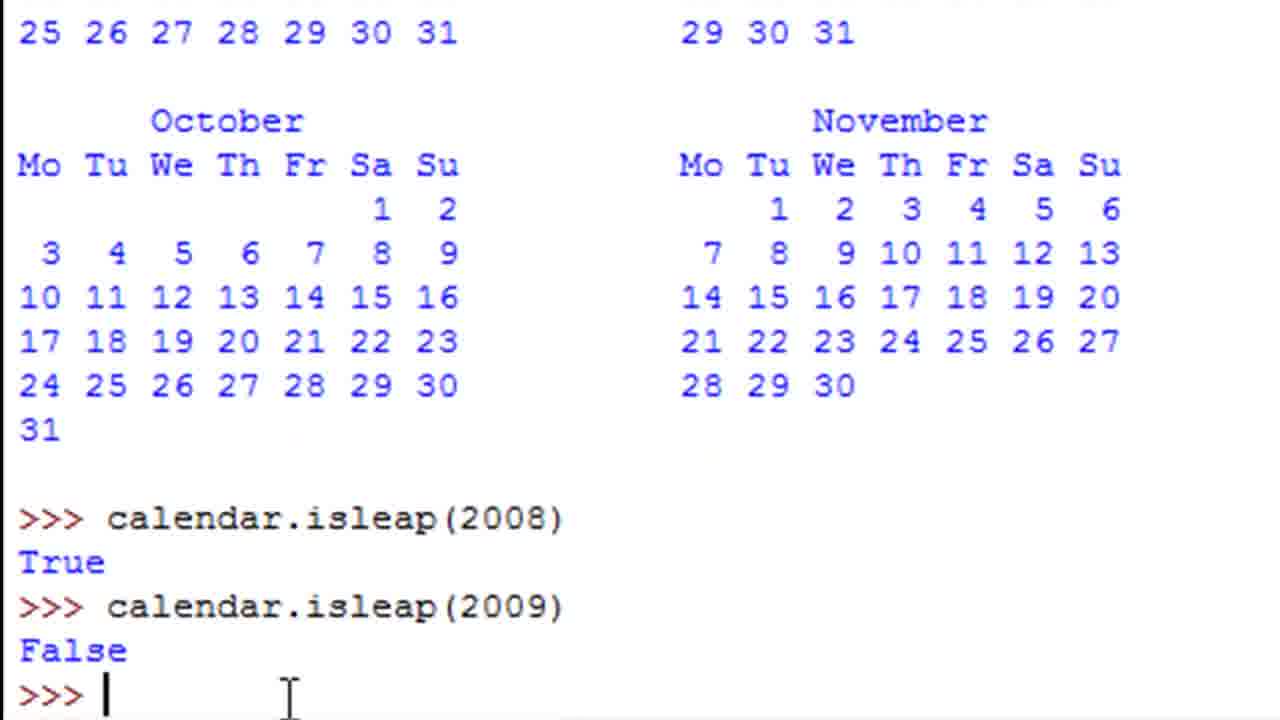 25 26 27 28 29 30 31          29 30 31
      October                       November
Mo Tu We Th Fr Sa Su          Mo Tu We Th Fr Sa Su
                1  2              1  2  3  4  5  6
 3  4  5  6  7  8  9           7  8  9 10 11 12 13
10 11 12 13 14 15 16          14 15 16 17 18 19 20
17 18 19 20 21 22 23          21 22 23 24 25 26 27
24 25 26 27 28 29 30          28 29 30
31
>>> calendar.isleap(2008)
True
>>> calendar.isleap(2009)
False
>>>